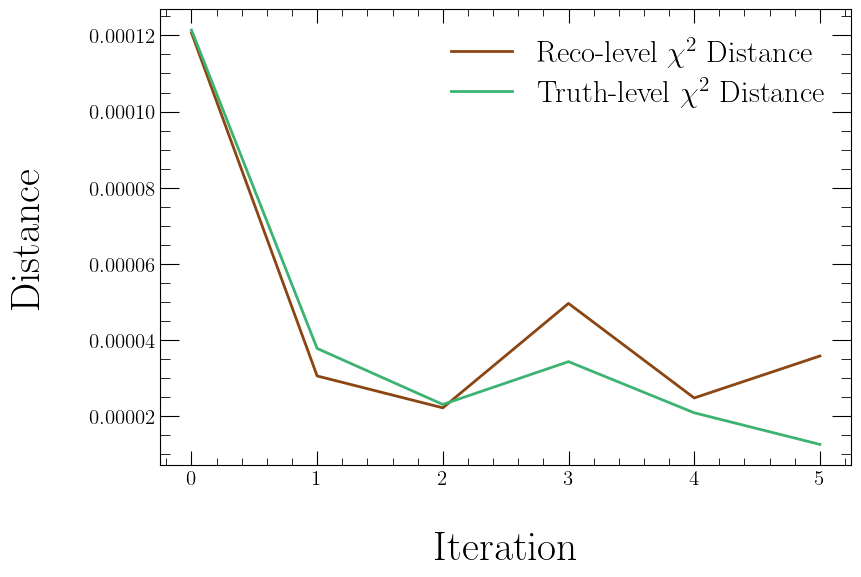 Reco-level χ² Distance
Truth-level χ² Distance
Distance
0.00012
0.00010
0.00008
0.00006
0.00004
0.00002
0 1 2 3 4 5
Iteration